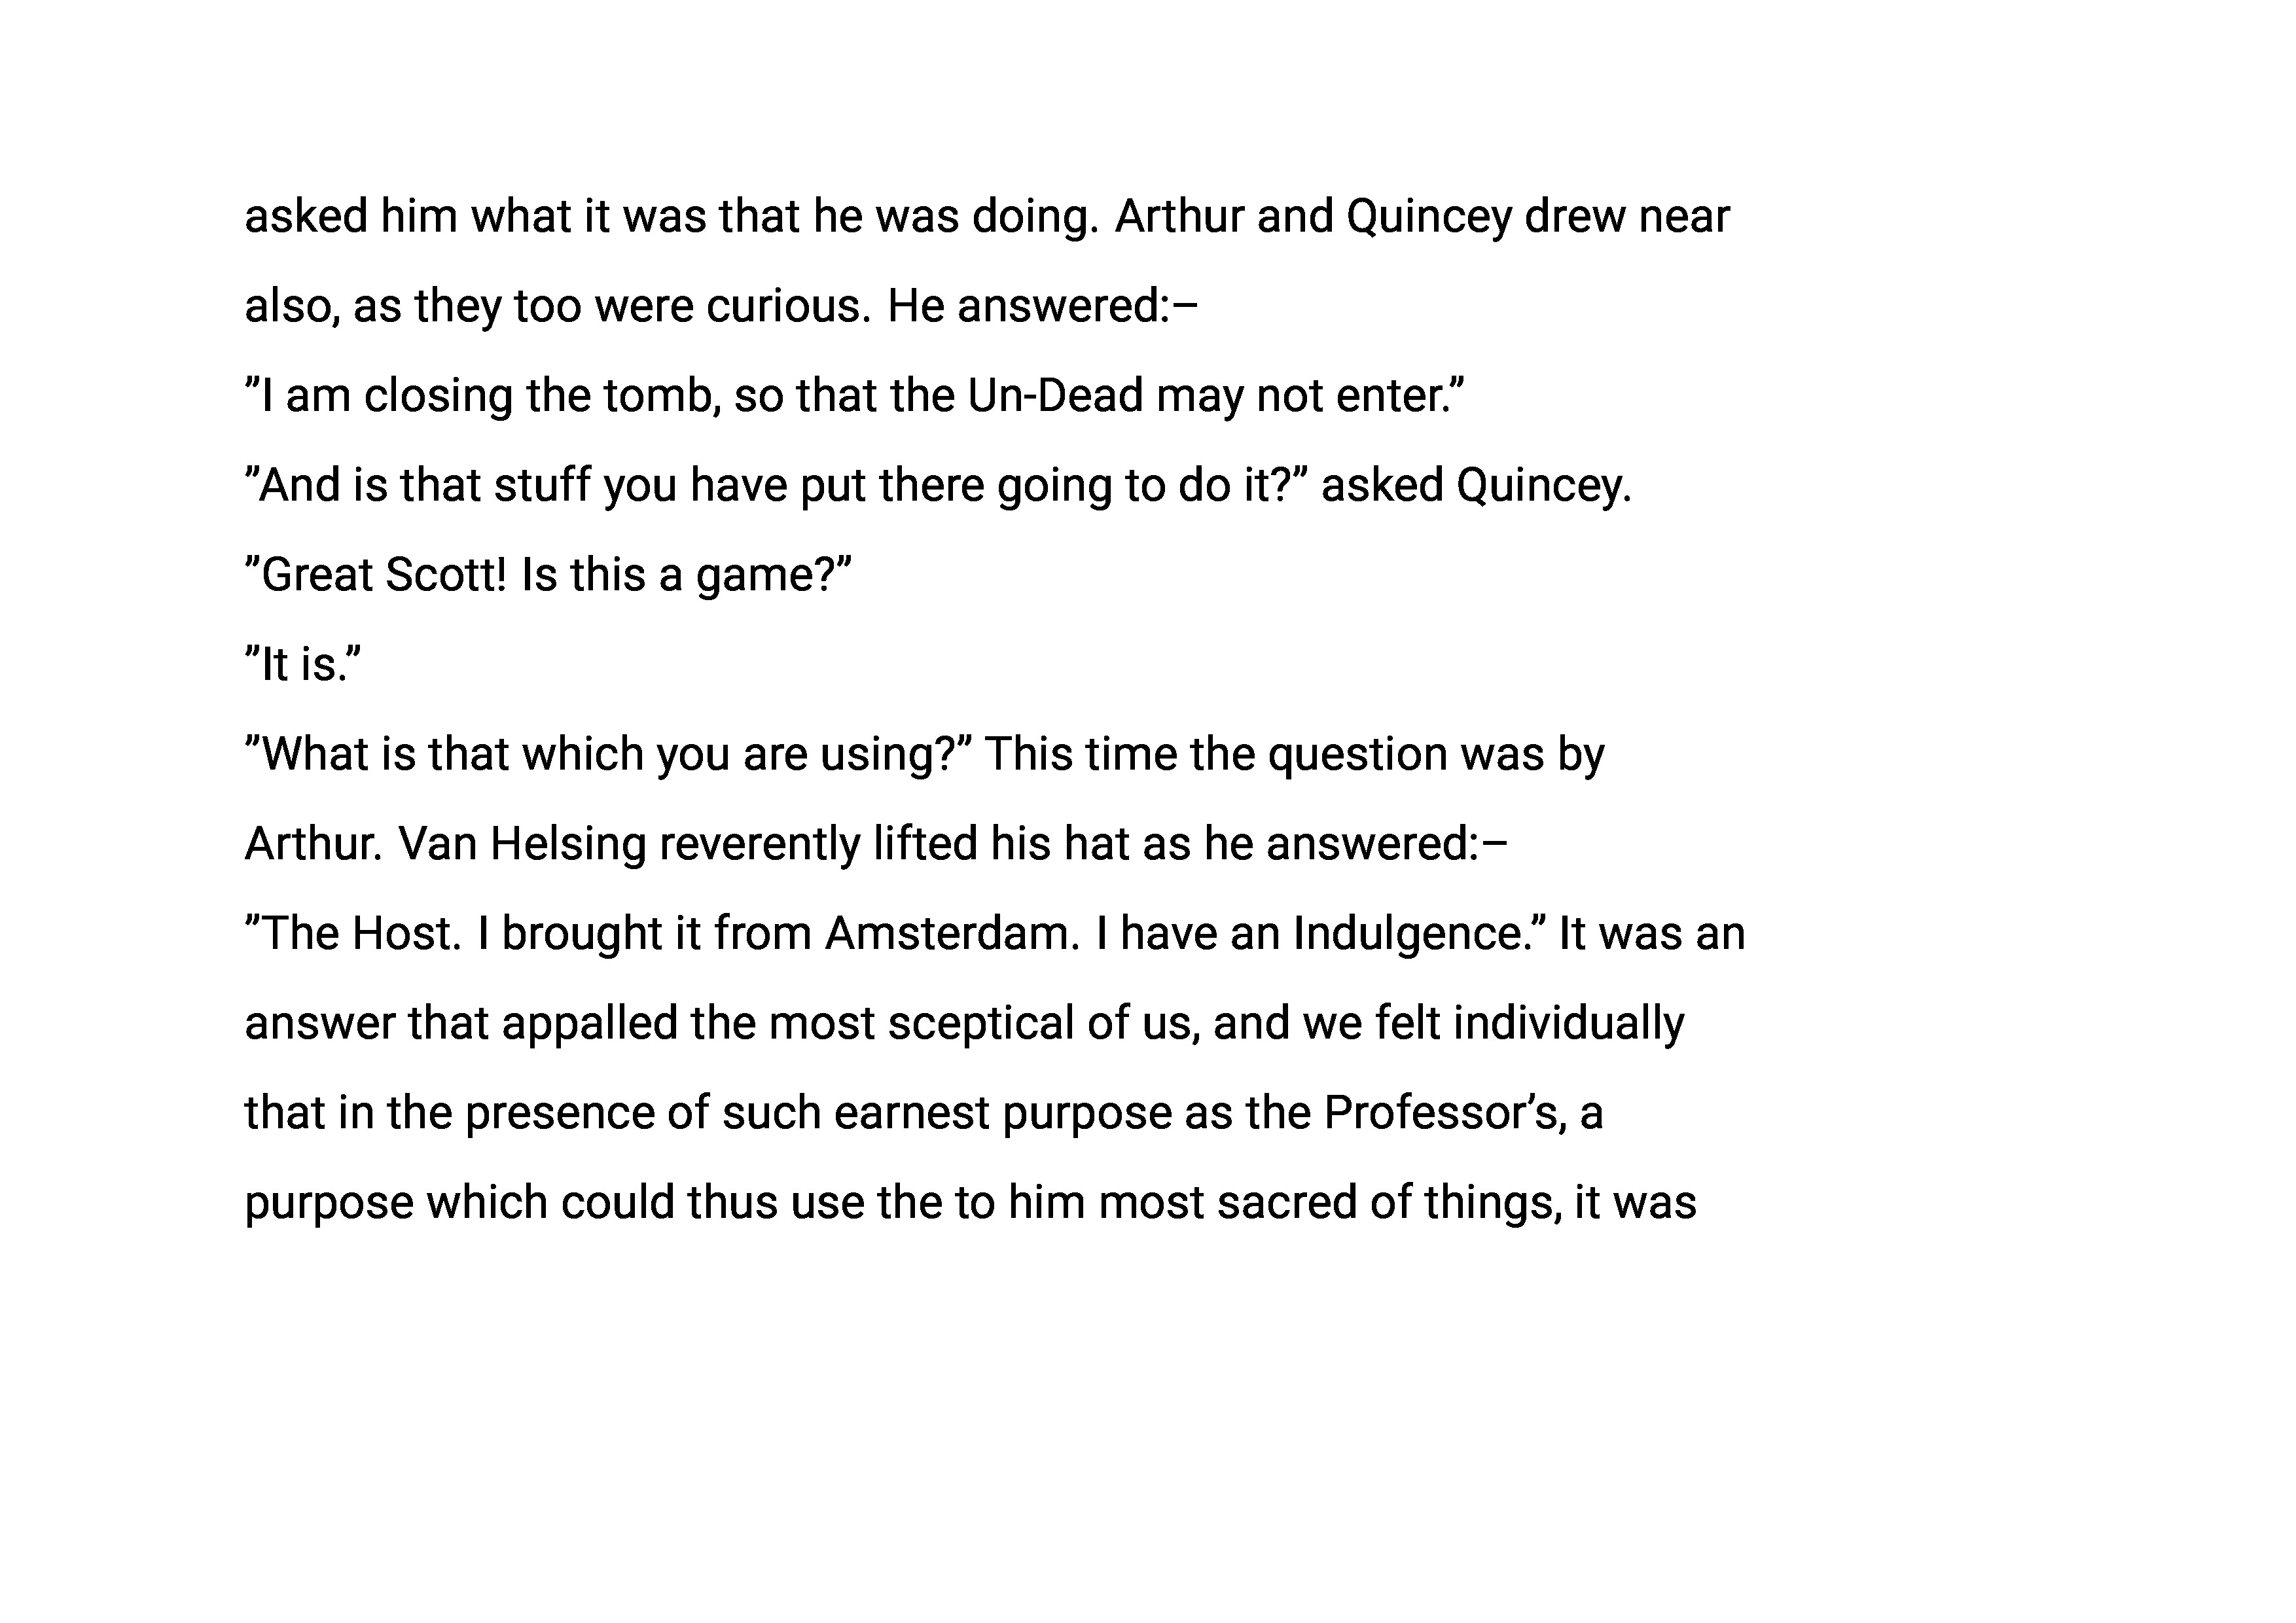 asked him what it was that he was doing. Arthur and Quincey drew near
also, as they too were curious. He answered:–
”I am closing the tomb, so that the Un-Dead may not enter.”
”And is that stuff you have put there going to do it?” asked Quincey.
”Great Scott! Is this a game?”
”It is.”
”What is that which you are using?” This time the question was by
Arthur. Van Helsing reverently lifted his hat as he answered:–
”The Host. I brought it from Amsterdam. I have an Indulgence.” It was an
answer that appalled the most sceptical of us, and we felt individually
that in the presence of such earnest purpose as the Professor’s, a
purpose which could thus use the to him most sacred of things, it was